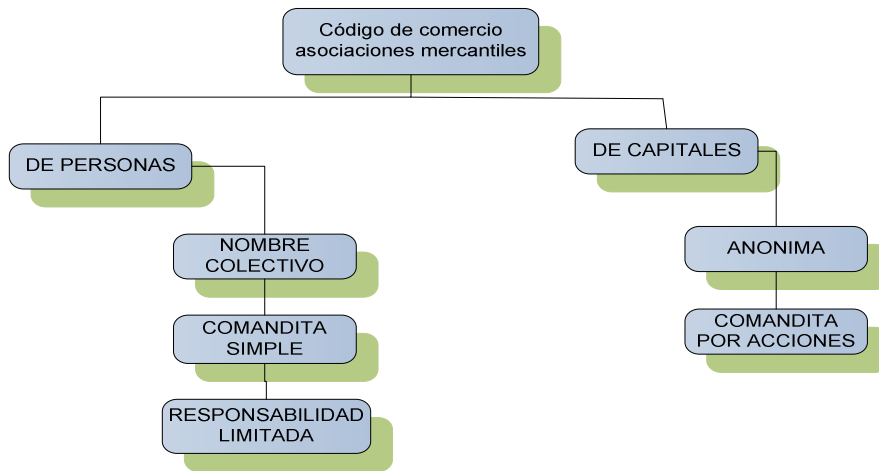 Código de comercio
asociaciones mercantiles
DE PERSONAS
DE CAPITALES
NOMBRE
COLECTIVO
ANONIMA
COMANDITA
SIMPLE
COMANDITA
POR ACCIONES
RESPONSABILIDAD
LIMITADA